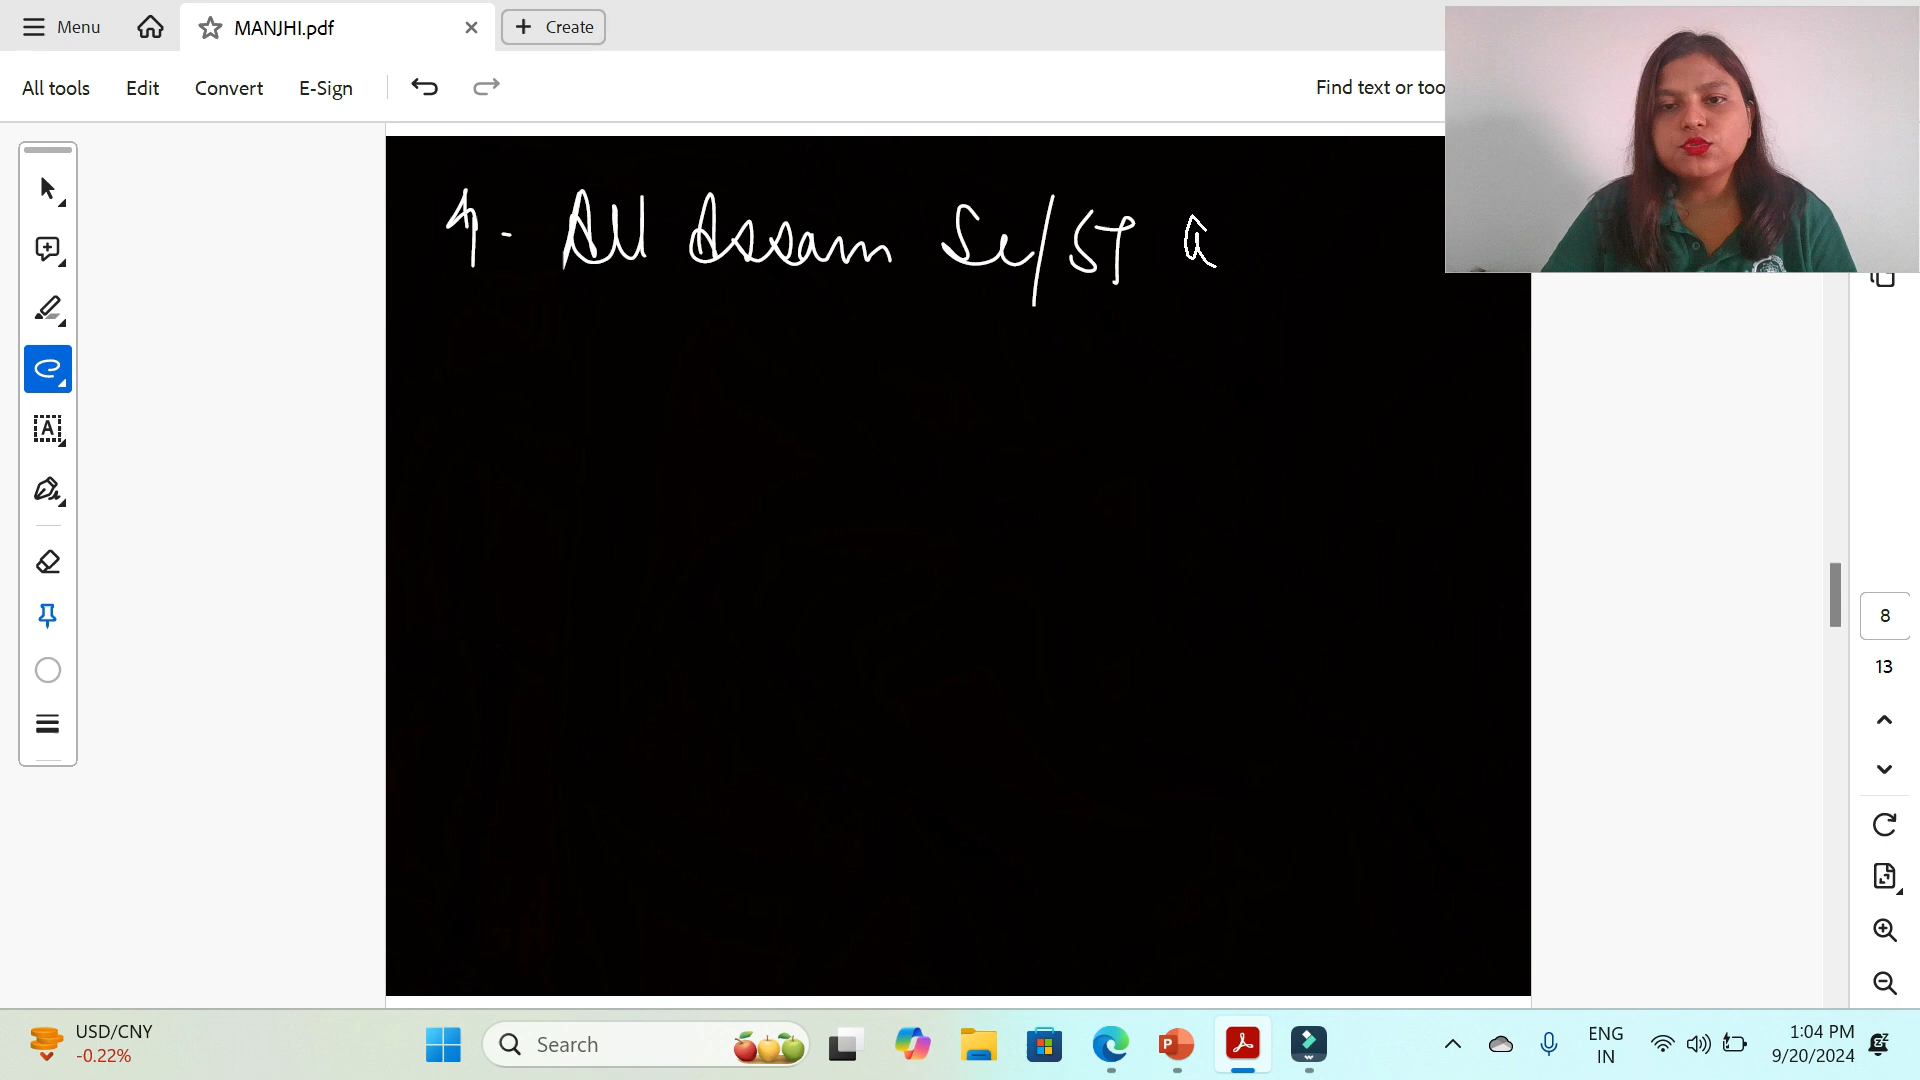 Menu
MANJHI.pdf
Create
All tools
Edit
Convert
E-Sign
Find text or too
4. All Assam Sc/ST a
8
13
USD/CNY
-0.22%
Search
ENG
IN
1:04 PM
9/20/2024